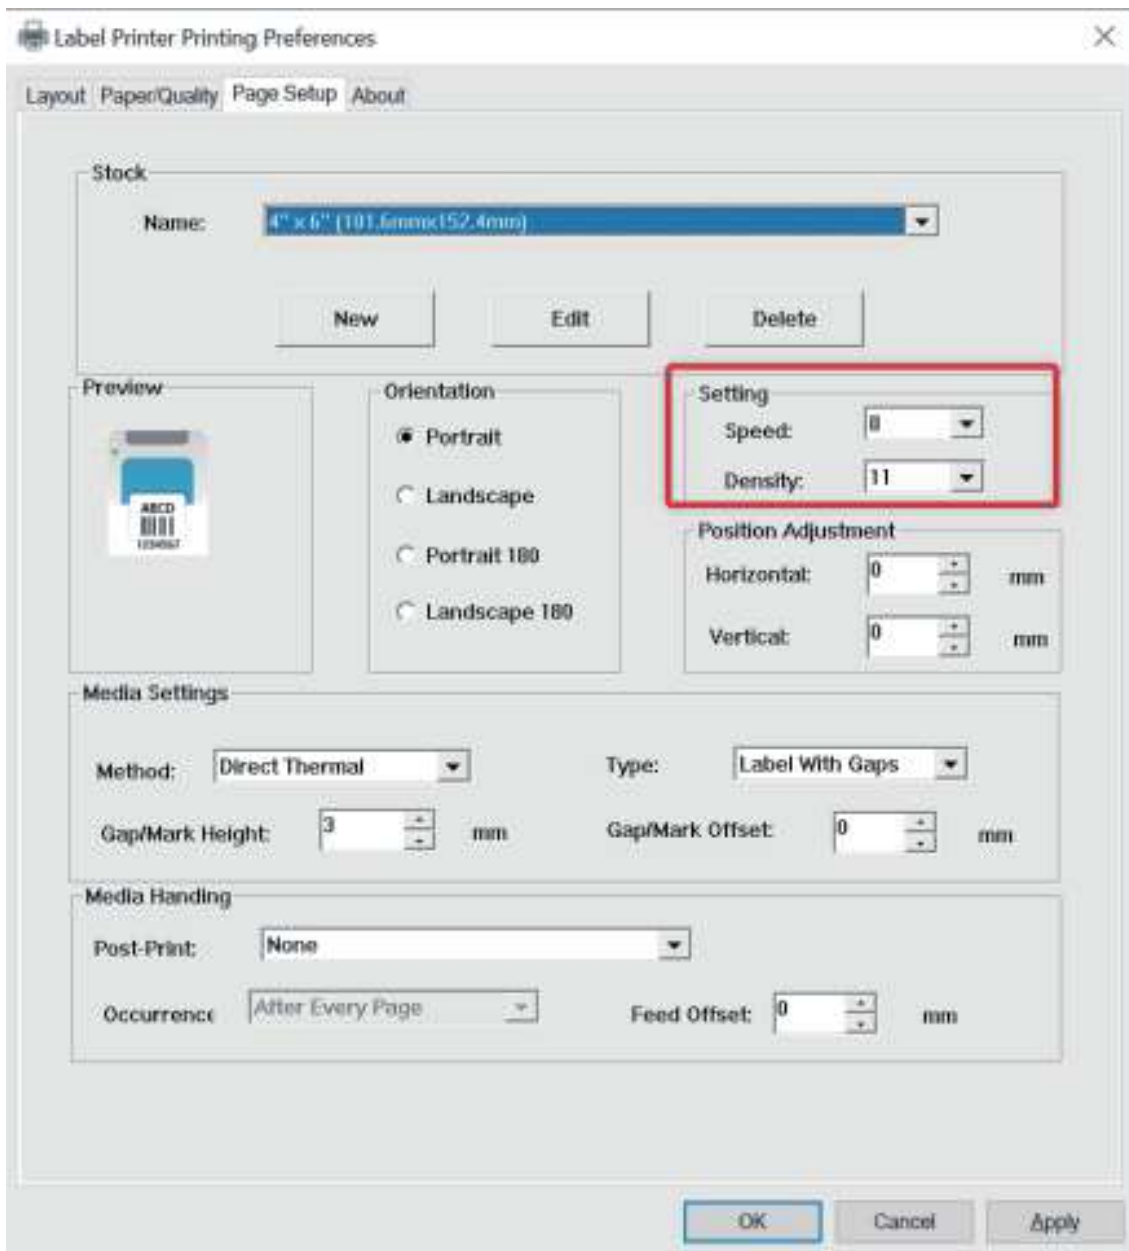 Label Printer Printing Preferences
Layout Paper/Quality Page Setup About
Stock
Name: 4" x 6" (101.6mmx152.4mm)
New Edit Delete
Preview
ABCD
1234567
Orientation
Portrait
Landscape
Portrait 180
Landscape 180
Setting
Speed:
Density: 11
Position Adjustment
Horizontal: 0 mm
Vertical: 0 mm
Media Settings
Method: Direct Thermal Type: Label With Gaps
Gap/Mark Height: 3 mm Gap/Mark Offset: 0 mm
Media Handing
Post-Print: None
Occurrence After Every Page Feed Offset: 0 mm
OK Cancel Apply